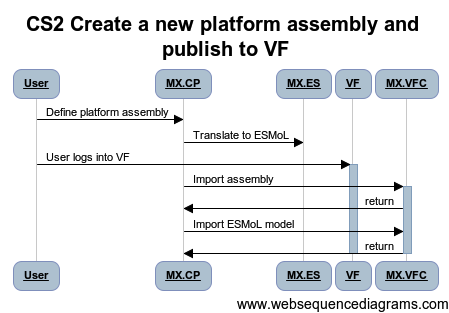 CS2 Create a new platform assembly and
publish to VF
User MX.CP MX.ES VF MX.VFC
Define platform assembly
Translate to ESMoL
User logs into VF
Import assembly
return
Import ESMoL model
return
User MX.CP MX.ES VF MX.VFC
www.websequencediagrams.com